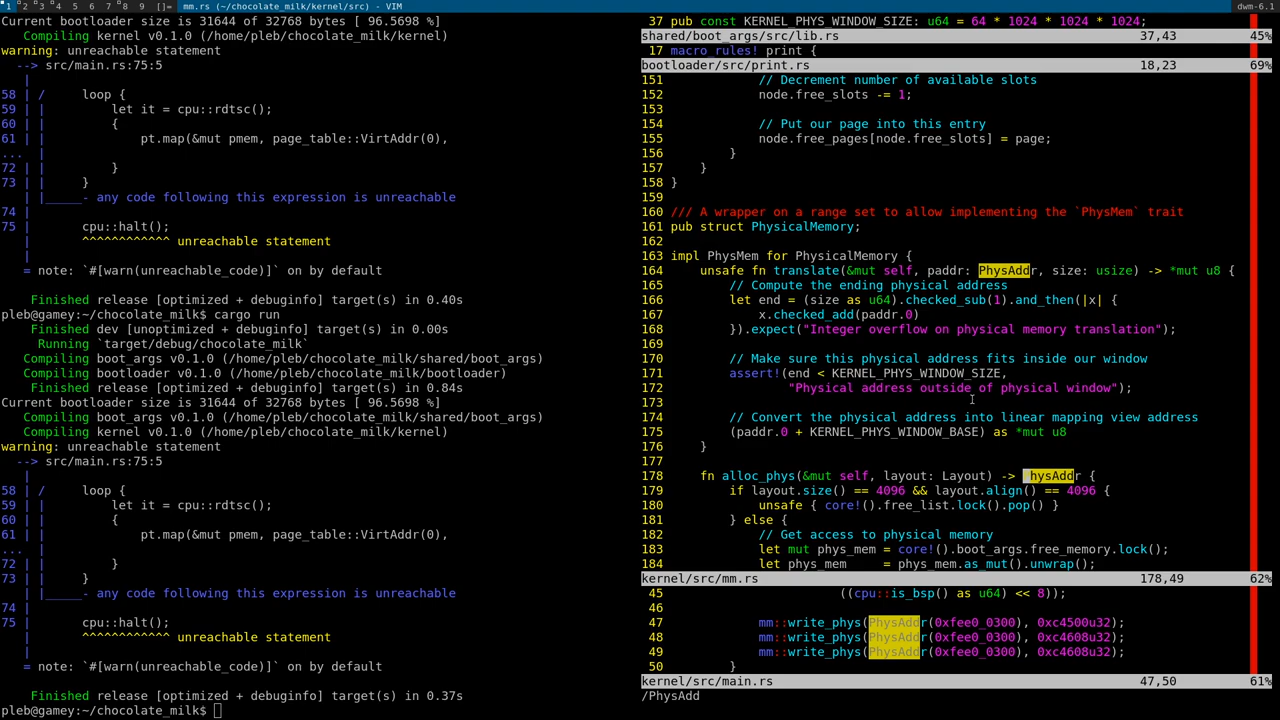 1 2 3 4 5 6 7 8 9 []= mm.rs (~/chocolate_milk/kernel/src) - VIM dwm-6.1
Current bootloader size is 31644 of 32768 bytes [ 96.5698 %]
   Compiling kernel v0.1.0 (/home/pleb/chocolate_milk/kernel)
warning: unreachable statement
  --> src/main.rs:75:5
   |
58 | /     loop {
59 | |         let it = cpu::rdtsc();
60 | |         {
61 | |             pt.map(&mut pmem, page_table::VirtAddr(0),
...  |
72 | |         }
73 | |     }
   | |_____- any code following this expression is unreachable
74 |
75 |       cpu::halt();
   |       ^^^^^^^^^^^^ unreachable statement
   |
   = note: `#[warn(unreachable_code)]` on by default

    Finished release [optimized + debuginfo] target(s) in 0.40s
pleb@gamey:~/chocolate_milk$ cargo run
    Finished dev [unoptimized + debuginfo] target(s) in 0.00s
     Running `target/debug/chocolate_milk`
   Compiling boot_args v0.1.0 (/home/pleb/chocolate_milk/shared/boot_args)
   Compiling bootloader v0.1.0 (/home/pleb/chocolate_milk/bootloader)
    Finished release [optimized + debuginfo] target(s) in 0.84s
Current bootloader size is 31644 of 32768 bytes [ 96.5698 %]
   Compiling boot_args v0.1.0 (/home/pleb/chocolate_milk/shared/boot_args)
   Compiling kernel v0.1.0 (/home/pleb/chocolate_milk/kernel)
warning: unreachable statement
  --> src/main.rs:75:5
   |
58 | /     loop {
59 | |         let it = cpu::rdtsc();
60 | |         {
61 | |             pt.map(&mut pmem, page_table::VirtAddr(0),
...  |
72 | |         }
73 | |     }
   | |_____- any code following this expression is unreachable
74 |
75 |       cpu::halt();
   |       ^^^^^^^^^^^^ unreachable statement
   |
   = note: `#[warn(unreachable_code)]` on by default

    Finished release [optimized + debuginfo] target(s) in 0.37s
pleb@gamey:~/chocolate_milk$
37 pub const KERNEL_PHYS_WINDOW_SIZE: u64 = 64 * 1024 * 1024 * 1024;
shared/boot_args/src/lib.rs 37,43 45%
17 macro_rules! print {
bootloader/src/print.rs 18,23 69%
151             // Decrement number of available slots
152             node.free_slots -= 1;
153
154             // Put our page into this entry
155             node.free_pages[node.free_slots] = page;
156         }
157     }
158 }
159
160 /// A wrapper on a range set to allow implementing the `PhysMem` trait
161 pub struct PhysicalMemory;
162
163 impl PhysMem for PhysicalMemory {
164     unsafe fn translate(&mut self, paddr: PhysAddr, size: usize) -> *mut u8 {
165         // Compute the ending physical address
166         let end = (size as u64).checked_sub(1).and_then(|x| {
167             x.checked_add(paddr.0)
168         }).expect("Integer overflow on physical memory translation");
169
170         // Make sure this physical address fits inside our window
171         assert!(end < KERNEL_PHYS_WINDOW_SIZE,
172                 "Physical address outside of physical window");
173
174         // Convert the physical address into linear mapping view address
175         (paddr.0 + KERNEL_PHYS_WINDOW_BASE) as *mut u8
176     }
177
178     fn alloc_phys(&mut self, layout: Layout) -> PhysAddr {
179         if layout.size() == 4096 && layout.align() == 4096 {
180             unsafe { core!().free_list.lock().pop() }
181         } else {
182             // Get access to physical memory
183             let mut phys_mem = core!().boot_args.free_memory.lock();
184             let phys_mem     = phys_mem.as_mut().unwrap();
kernel/src/mm.rs 178,49 62%
45                        ((cpu::is_bsp() as u64) << 8));
46
47             mm::write_phys(PhysAddr(0xfee0_0300), 0xc4500u32);
48             mm::write_phys(PhysAddr(0xfee0_0300), 0xc4608u32);
49             mm::write_phys(PhysAddr(0xfee0_0300), 0xc4608u32);
50         }
kernel/src/main.rs 47,50 61%
/PhysAdd